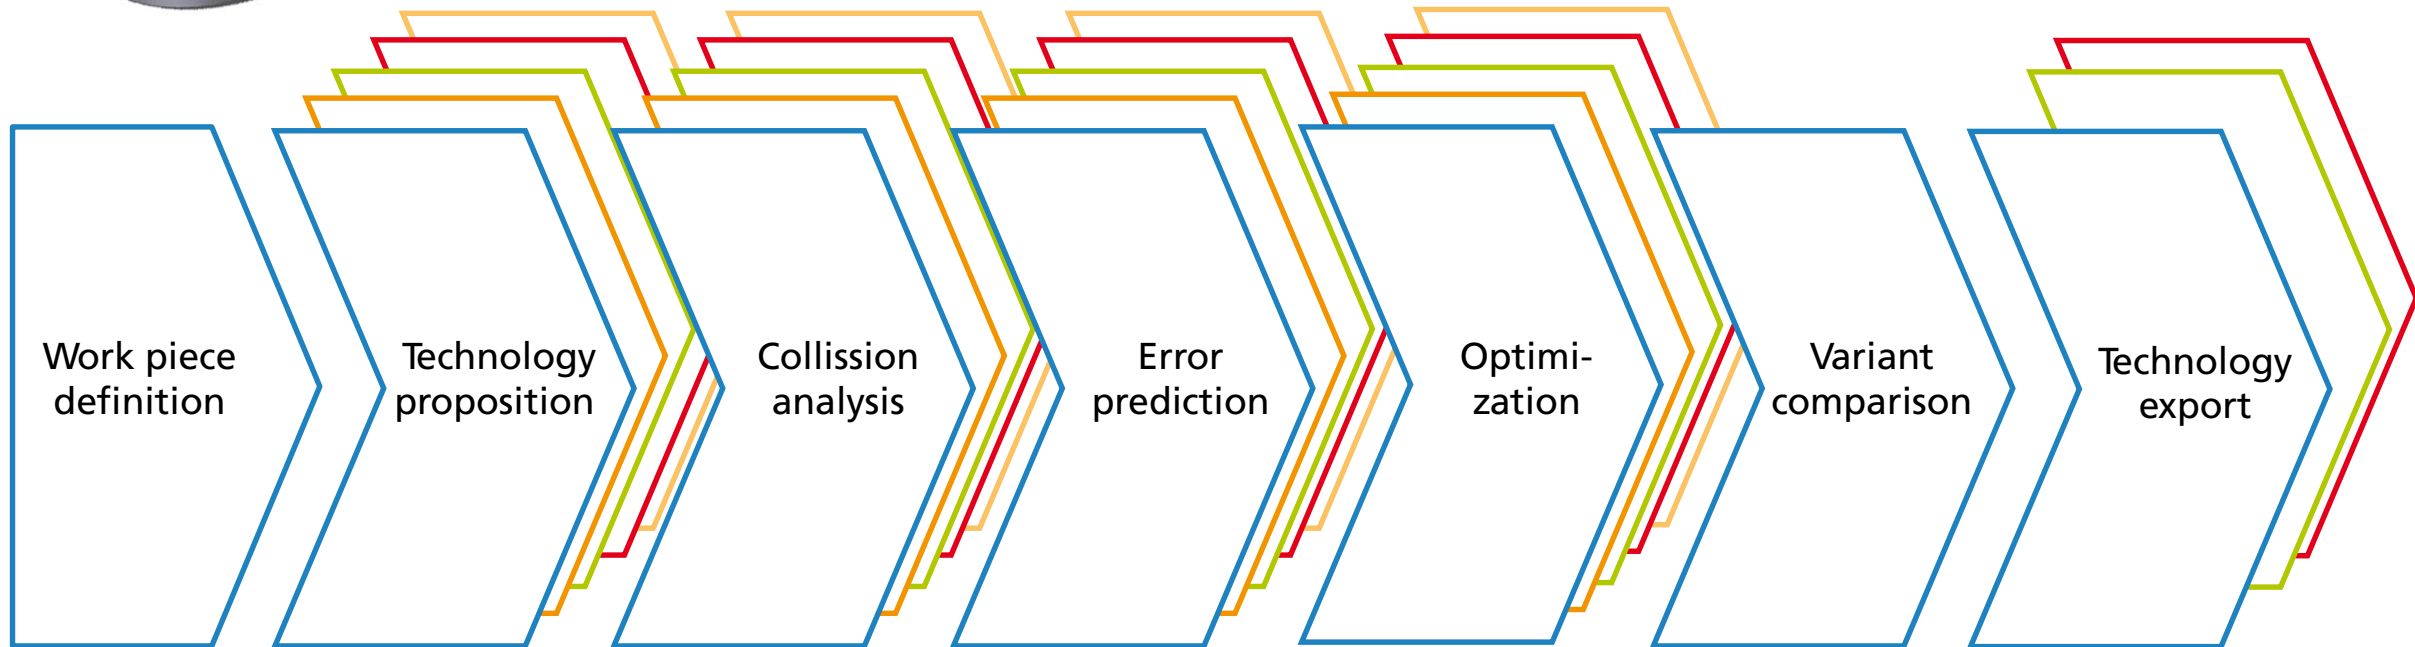 Work piece
definition
Technology
proposition
Collission
analysis
Error
prediction
Optimi-
zation
Variant
comparison
Technology
export